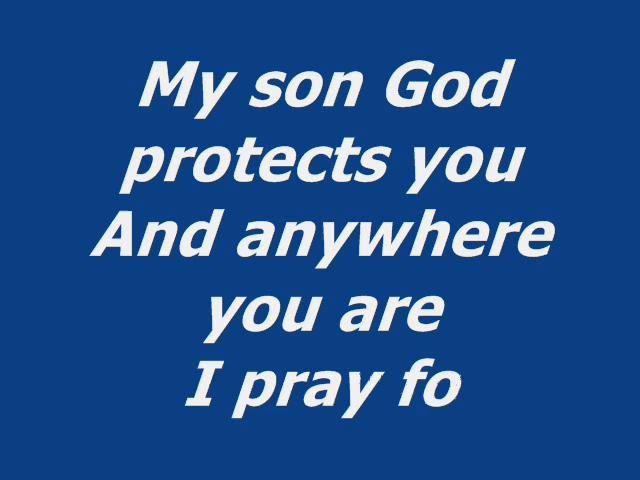 My son God
protects you
And anywhere
you are
I pray fo